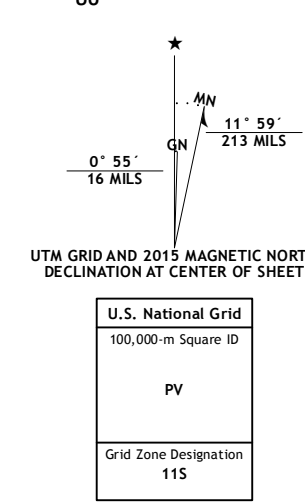 ★
MN
GN
11° 59´
213 MILS
0° 55´
16 MILS
UTM GRID AND 2015 MAGNETIC NORT
DECLINATION AT CENTER OF SHEET
U.S. National Grid
100,000-m Square ID
PV
Grid Zone Designation
11S